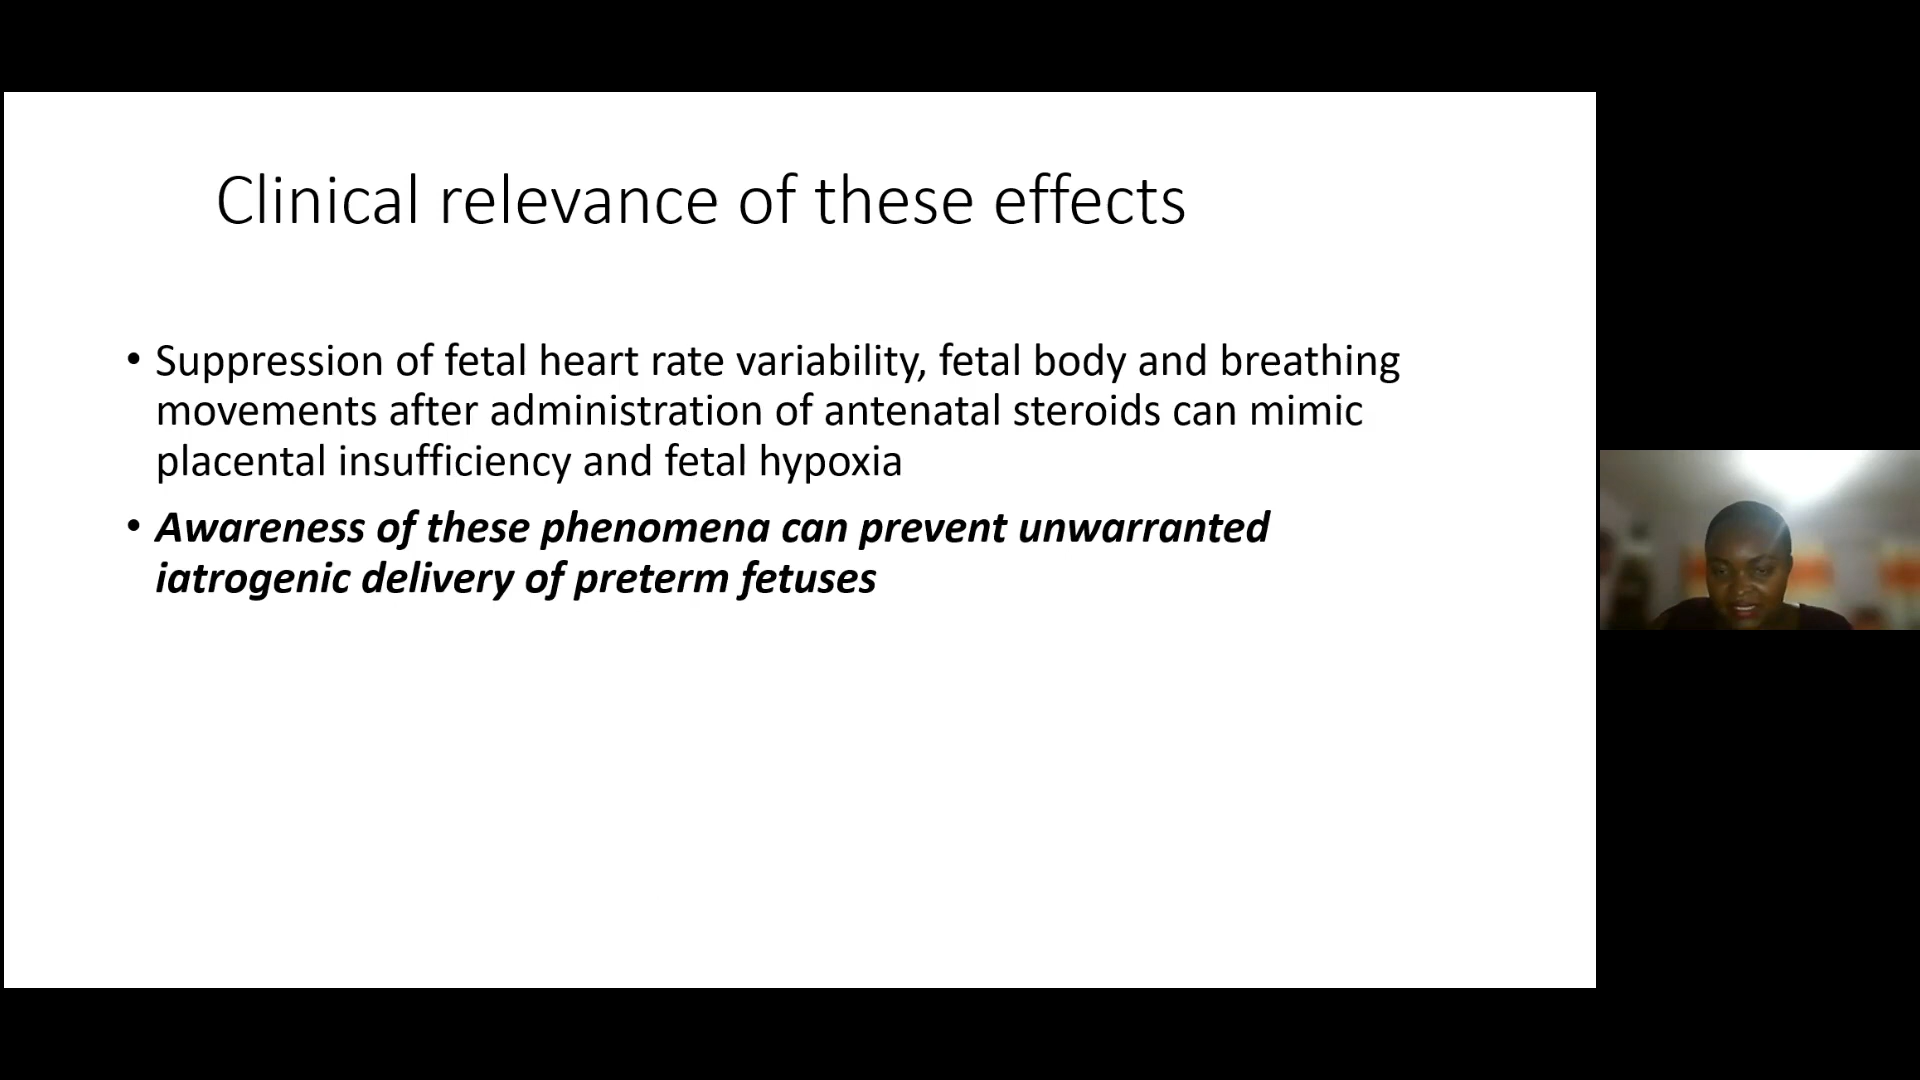 Clinical relevance of these effects
• Suppression of fetal heart rate variability, fetal body and breathing
movements after administration of antenatal steroids can mimic
placental insufficiency and fetal hypoxia
• Awareness of these phenomena can prevent unwarranted
iatrogenic delivery of preterm fetuses